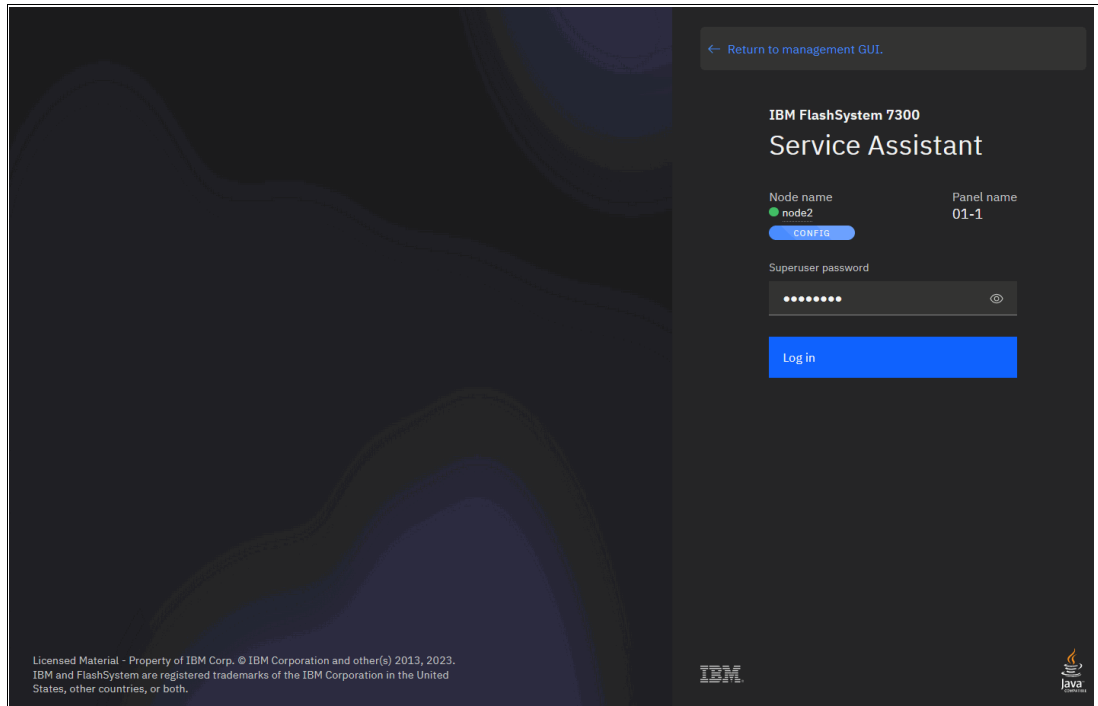 ← Return to management GUI.
IBM FlashSystem 7300
Service Assistant
Node name Panel name
node2 01-1
CONFIG
Superuser password
••••••••
Log in
Licensed Material - Property of IBM Corp. © IBM Corporation and other(s) 2013, 2023.
IBM and FlashSystem are registered trademarks of the IBM Corporation in the United
States, other countries, or both.
IBM.
Java
COMPATIBLE